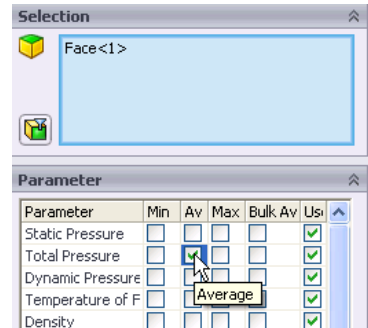 Selection
Face<1>
Parameter
Parameter Min Av Max Bulk Av Use
Static Pressure
Total Pressure
Dynamic Pressure
Temperature of F
Average
Density